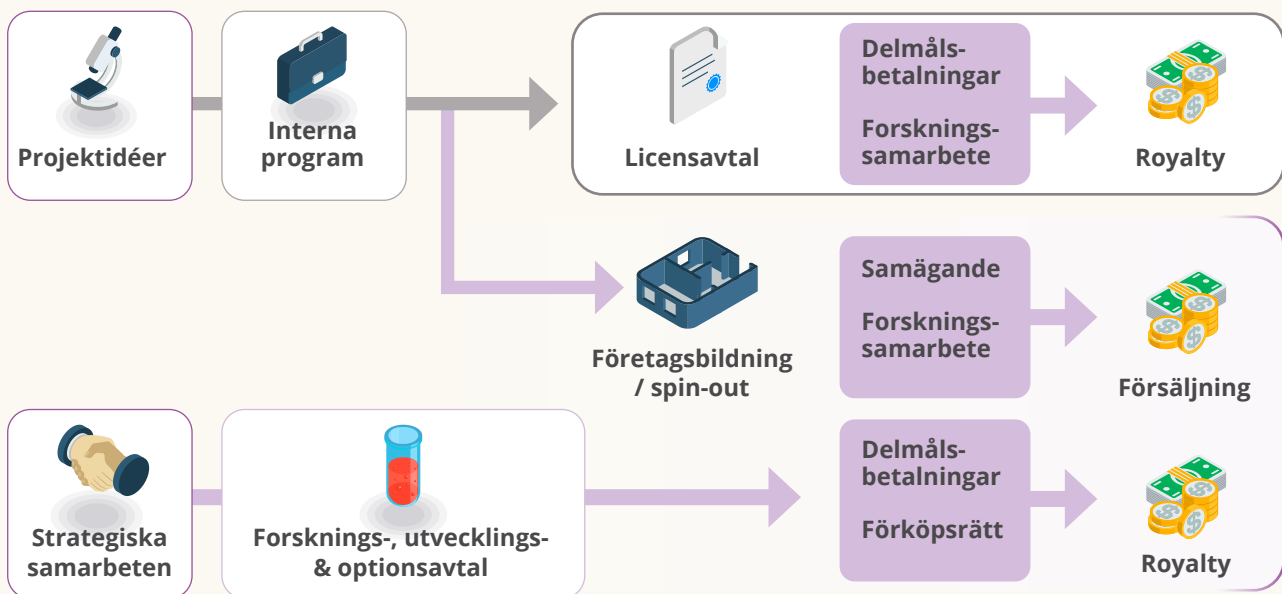 Projektidéer
Interna
program
Licensavtal
Delmåls-
betalningar
Forsknings-
samarbete
Royalty
Företagsbildning
/ spin-out
Samägande
Forsknings-
samarbete
Försäljning
Strategiska
samarbeten
Forsknings-, utvecklings-
& optionsavtal
Delmåls-
betalningar
Förköpsrätt
Royalty